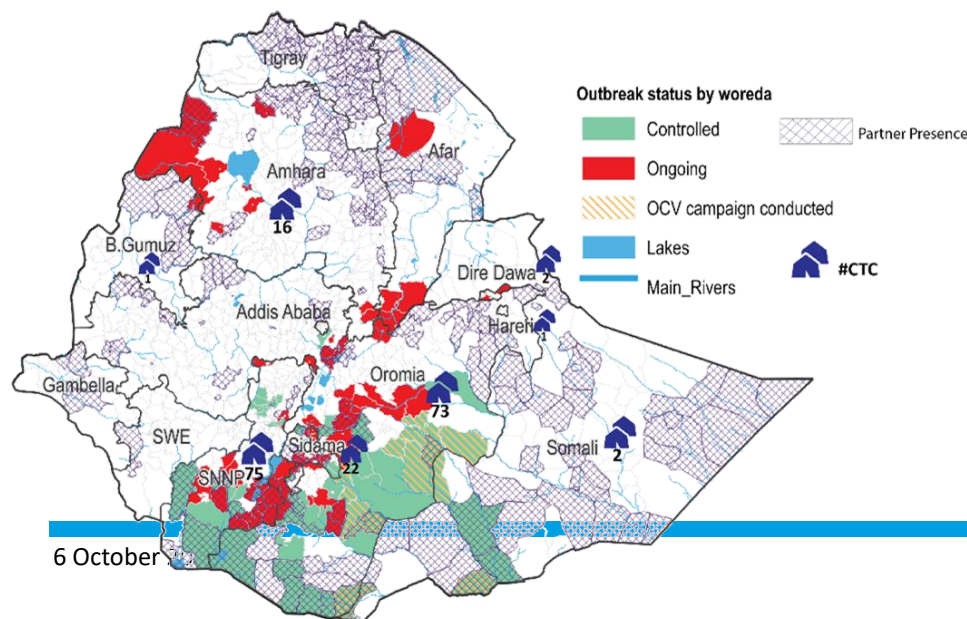 Tigray
Outbreak status by woreda
Controlled
Partner Presence
Ongoing
Afar
Amhara
OCV campaign conducted
16
B.Gumuz
Lakes
1
#CTC
Dire Dawa
2
Main_Rivers
Addis Ababa
Hareri
1
Oromia
Gambella
73
SWE
Sidama
Somali
2
SNNP
75
22
6 October